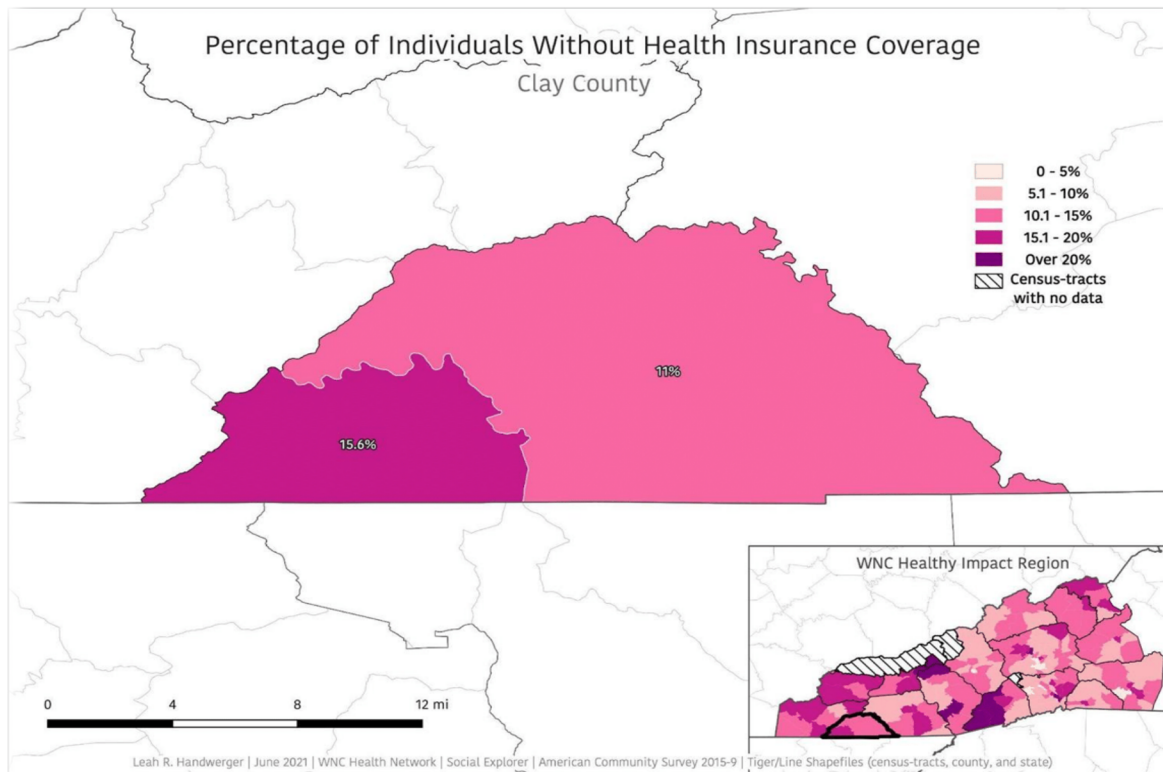 Percentage of Individuals Without Health Insurance Coverage
Clay County
0 - 5%
5.1 - 10%
10.1 - 15%
15.1 - 20%
Over 20%
Census-tracts
with no data
11%
15.6%
WNC Healthy Impact Region
0 4 8 12 mi
Leah R. Handwerger | June 2021 | WNC Health Network | Social Explorer | American Community Survey 2015-9 | Tiger/Line Shapefiles (census-tracts, county, and state)